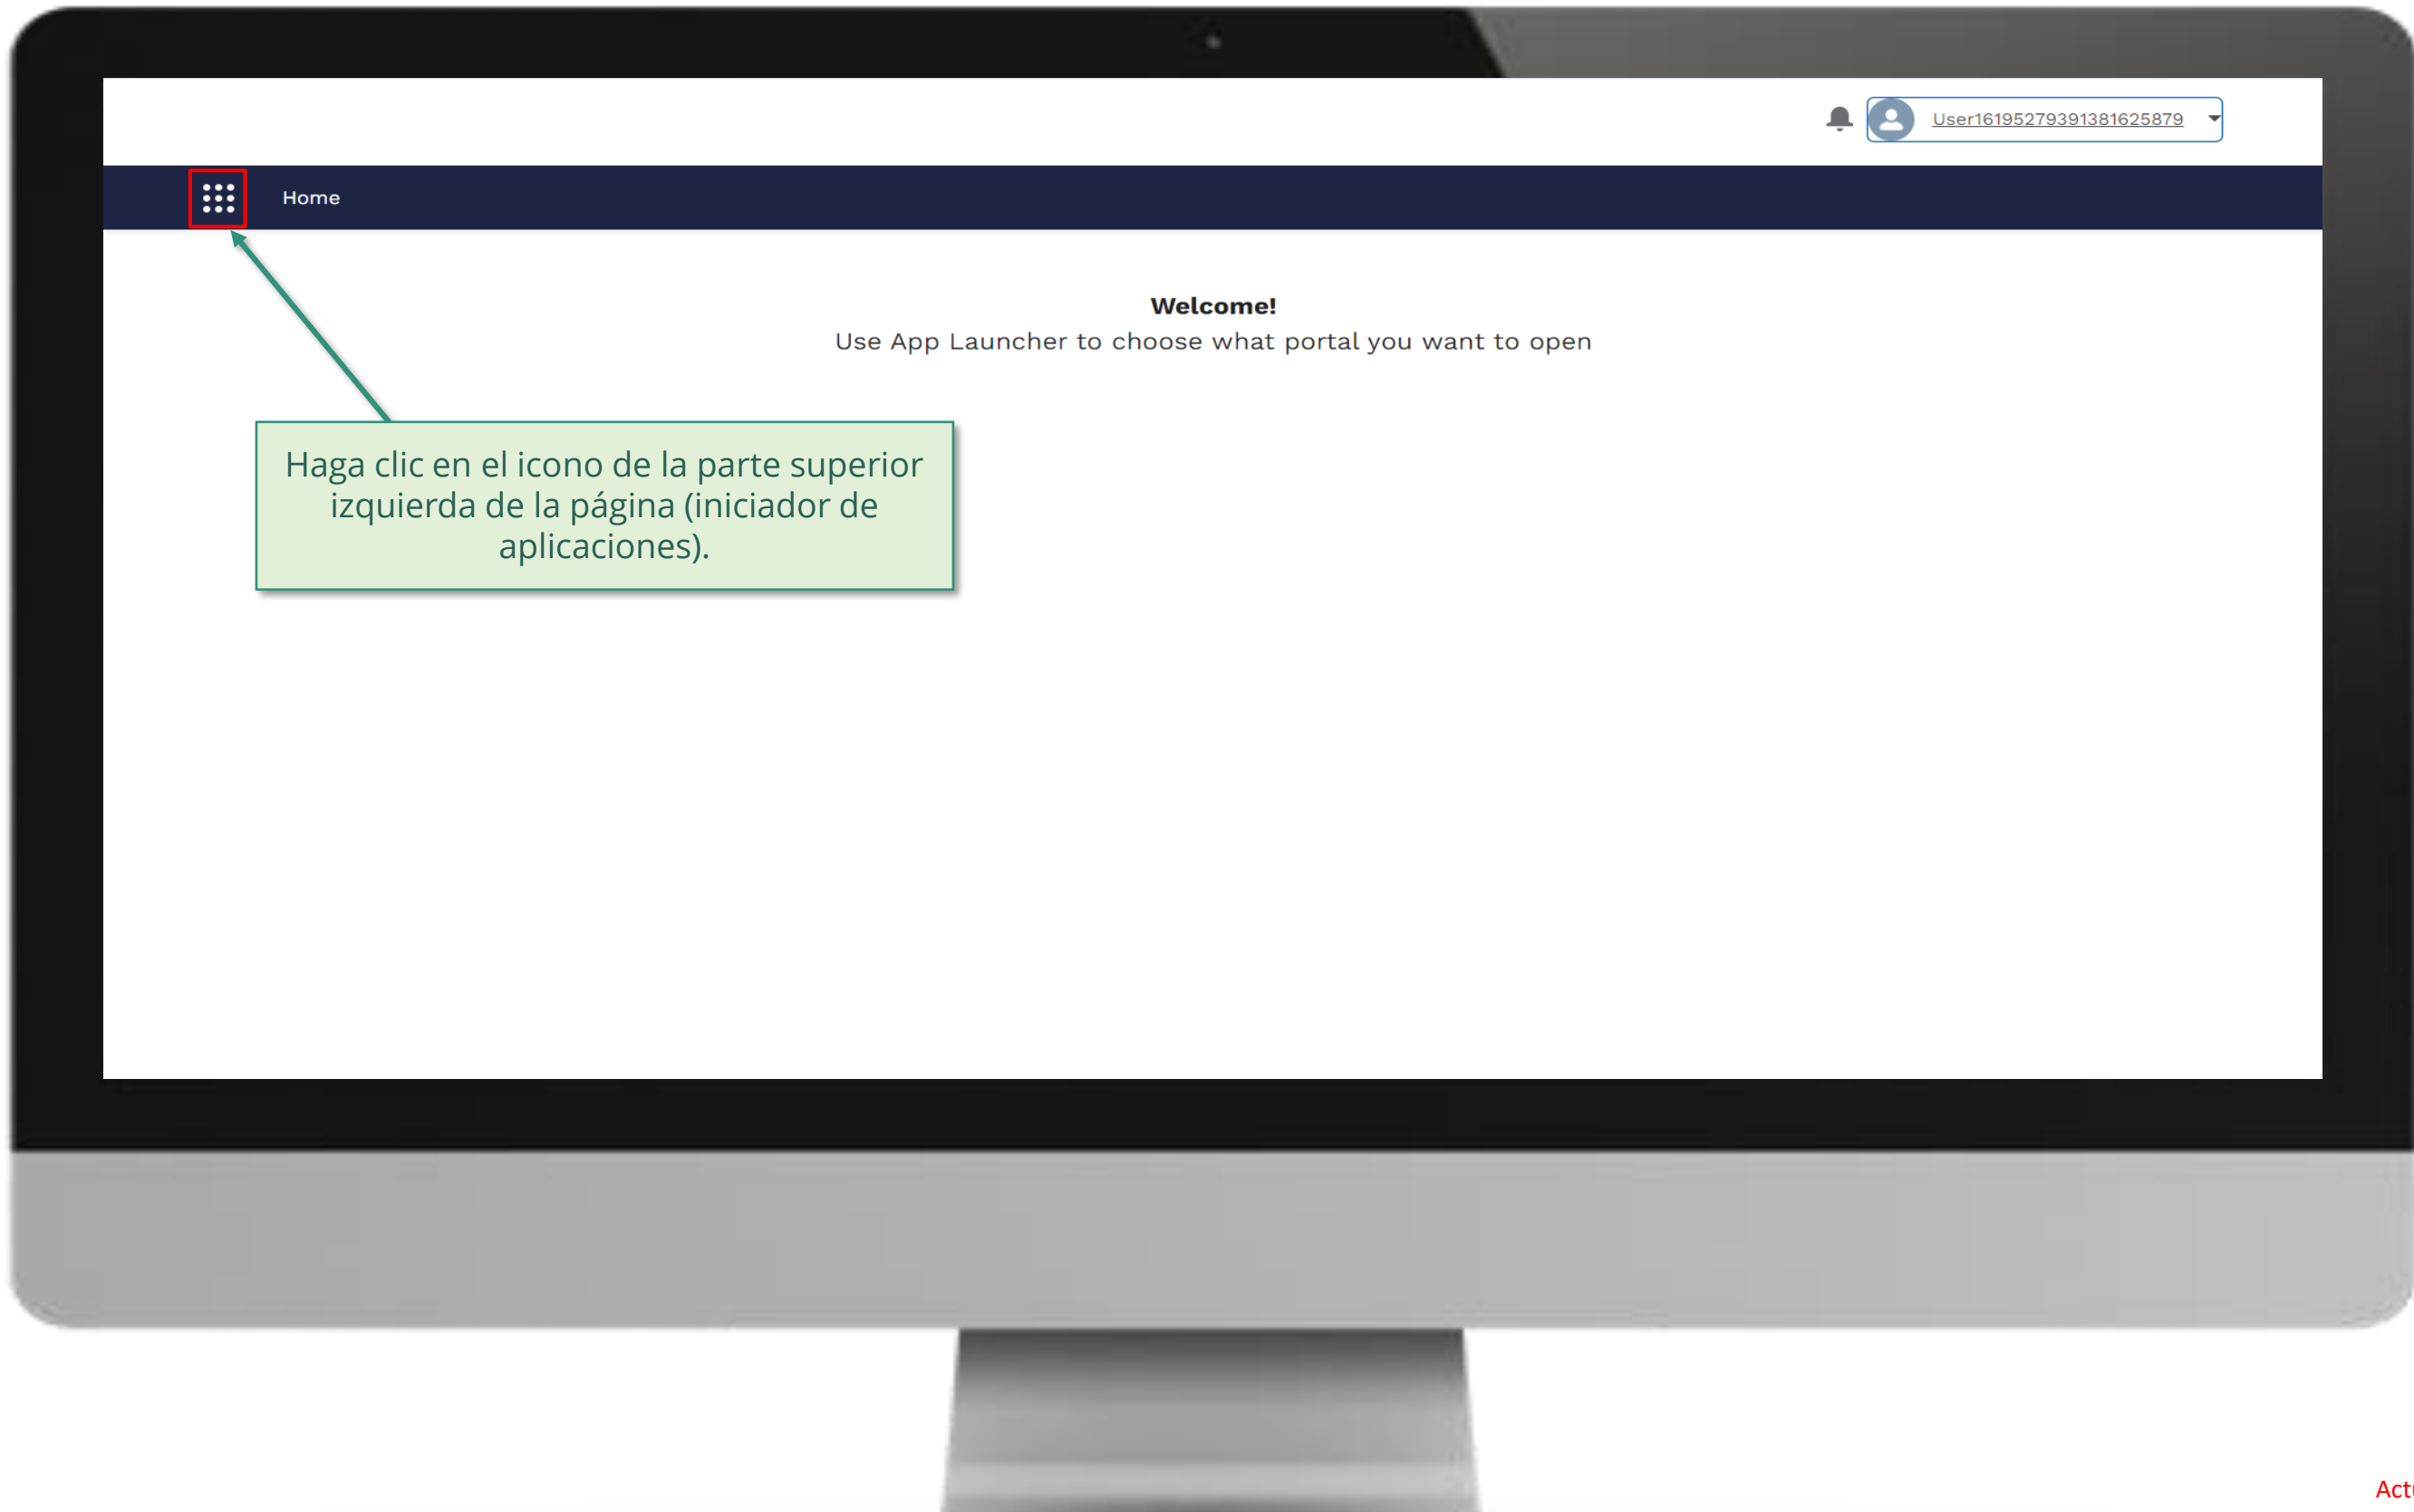 User16195279391381625879
Home
Welcome!
Use App Launcher to choose what portal you want to open
Haga clic en el icono de la parte superior
izquierda de la página (iniciador de
aplicaciones).